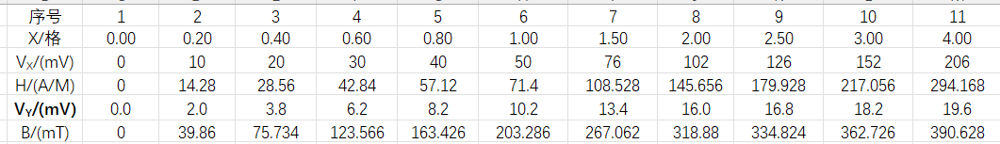 序号 1 2 3 4 5 6 7 8 9 10 11
X/格 0.00 0.20 0.40 0.60 0.80 1.00 1.50 2.00 2.50 3.00 4.00
Vx/(mV) 0 10 20 30 40 50 76 102 126 152 206
H/(A/M) 0 14.28 28.56 42.84 57.12 71.4 108.528 145.656 179.928 217.056 294.168
VY/(mV) 0.0 2.0 3.8 6.2 8.2 10.2 13.4 16.0 16.8 18.2 19.6
B/(mT) 0 39.86 75.734 123.566 163.426 203.286 267.062 318.88 334.824 362.726 390.628